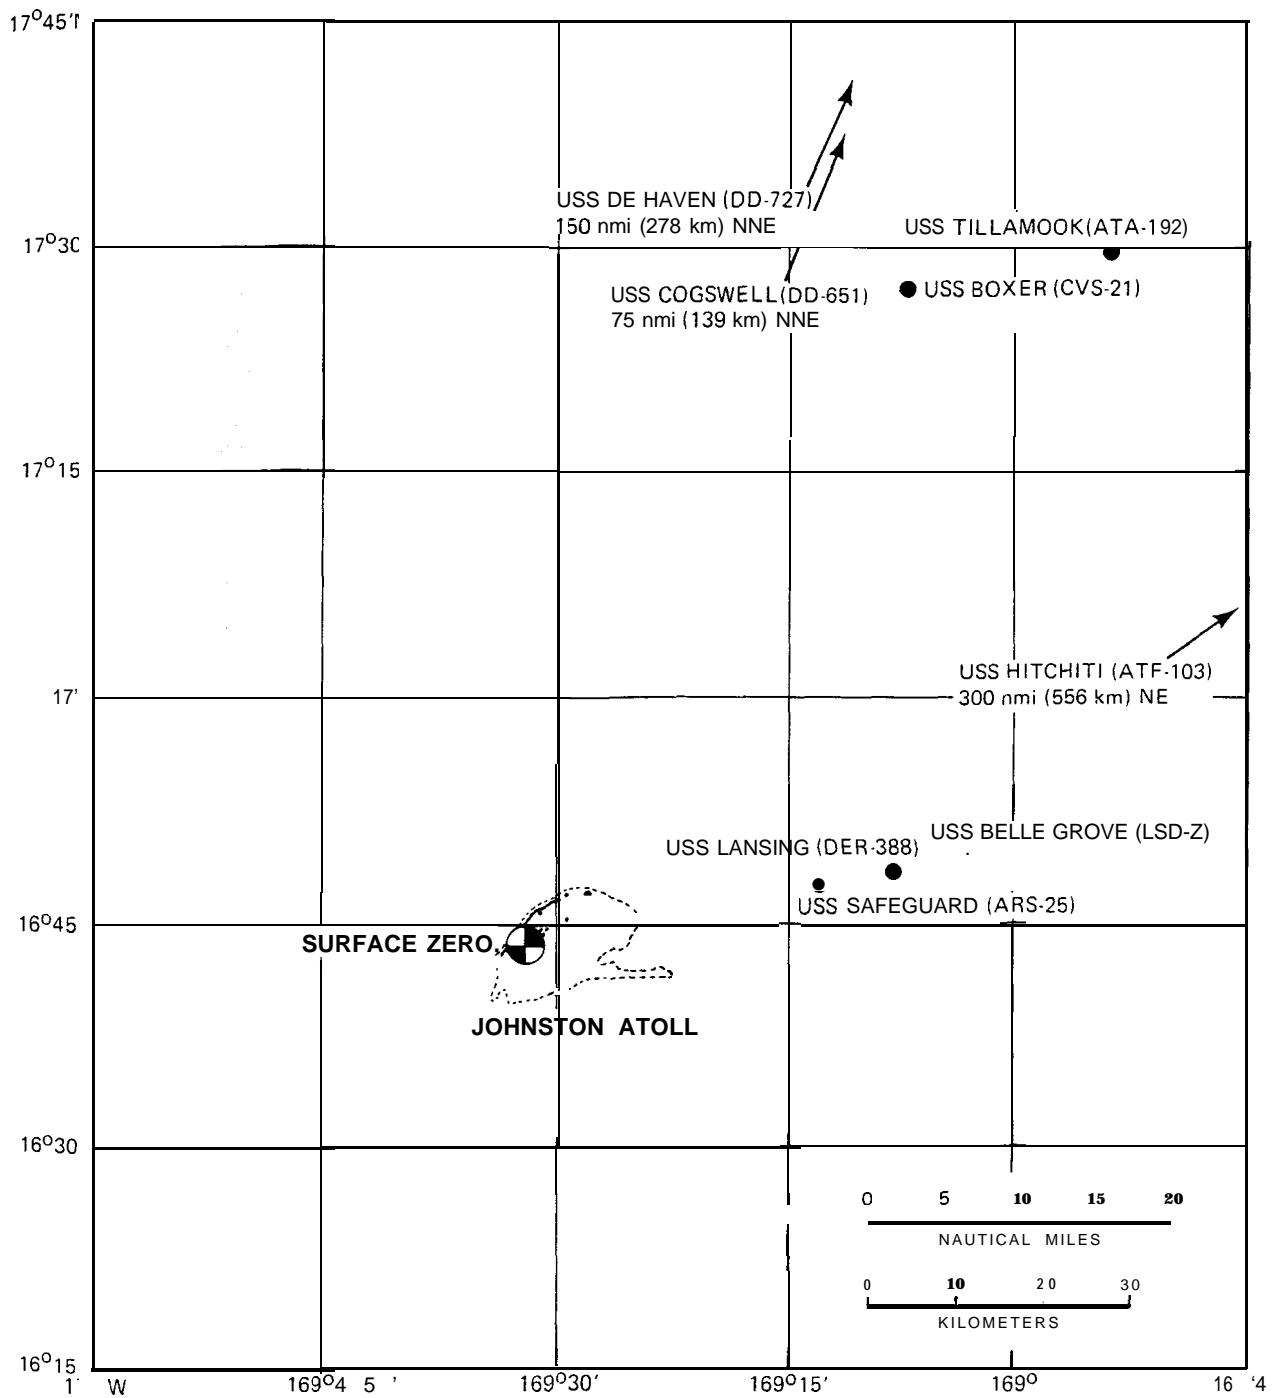 17°45'
USS DE HAVEN (DD-727)
150 nmi (278 km) NNE
USS TILLAMOOK (ATA-192)
17°30
USS COGSWELL (DD-651)
75 nmi (139 km) NNE
USS BOXER (CVS-21)
17°15
USS HITCHITI (ATF-103)
300 nmi (556 km) NE
17'
USS BELLE GROVE (LSD-Z)
USS LANSING (DER-388)
USS SAFEGUARD (ARS-25)
16°45
SURFACE ZERO
JOHNSTON ATOLL
16°30
0 5 10 15 20
NAUTICAL MILES
0 10 20 30
KILOMETERS
16°15
1 W 169°4 5 ' 169°30' 169°15' 169° 16 '4